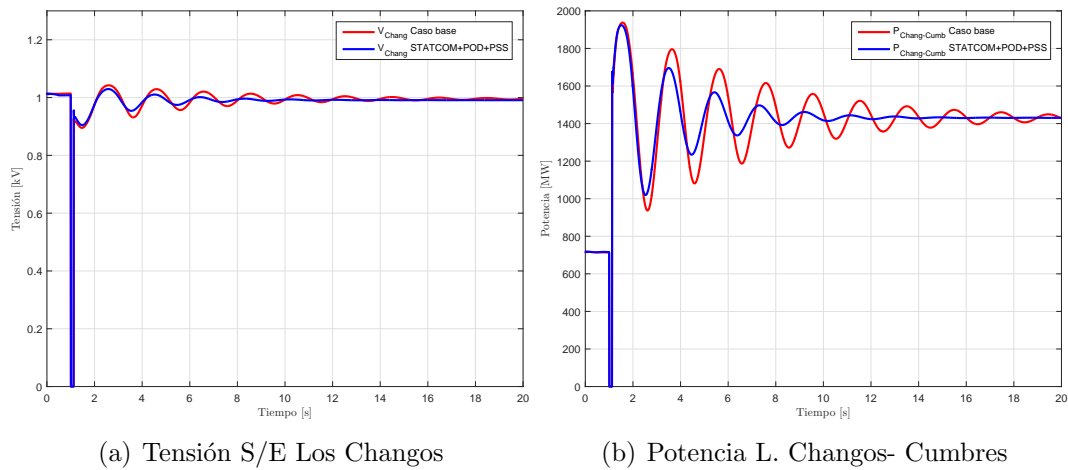 V_Chang Caso base
V_Chang STATCOM+POD+PSS
Tensión [kV]
1.2
1
0.8
0.6
0.4
0.2
0
0 2 4 6 8 10 12 14 16 18 20
Tiempo [s]
(a) Tensión S/E Los Changos
P_Chang-Cumb Caso base
P_Chang-Cumb STATCOM+POD+PSS
Potencia [MW]
2000
1800
1600
1400
1200
1000
800
600
400
200
0
0 2 4 6 8 10 12 14 16 18 20
Tiempo [s]
(b) Potencia L. Changos- Cumbres